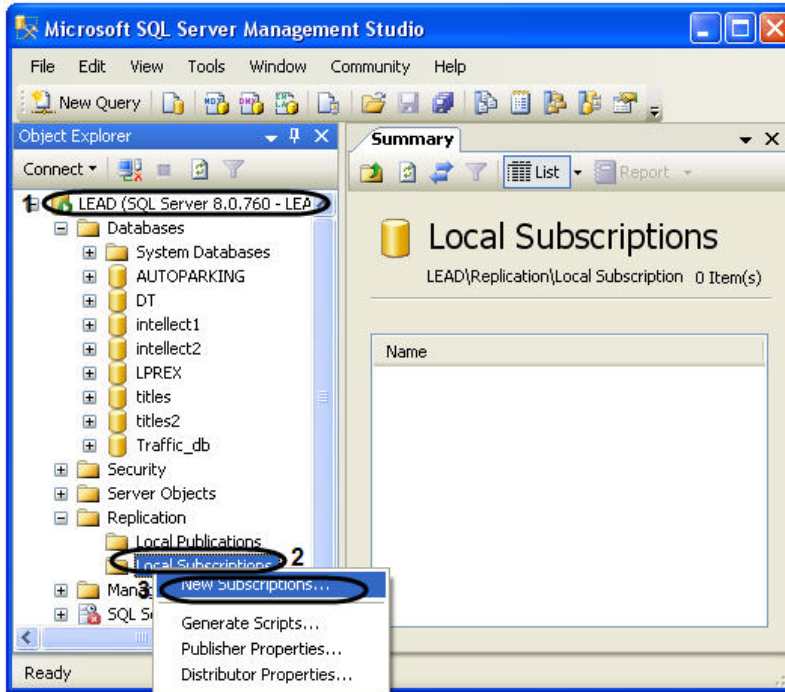 Microsoft SQL Server Management Studio
File Edit View Tools Window Community Help
New Query
Object Explorer
Connect
1 LEAD (SQL Server 8.0.760 - LEA
Databases
System Databases
AUTOPARKING
DT
intellect1
intellect2
LPREX
titles
titles2
Traffic_db
Security
Server Objects
Replication
Local Publications
Local Subscriptions 2
Mana
SQL Se
3 New Subscriptions...
Generate Scripts...
Publisher Properties...
Distributor Properties...
Summary
List Report
Local Subscriptions
LEAD\Replication\Local Subscription 0 Item(s)
Name
Ready